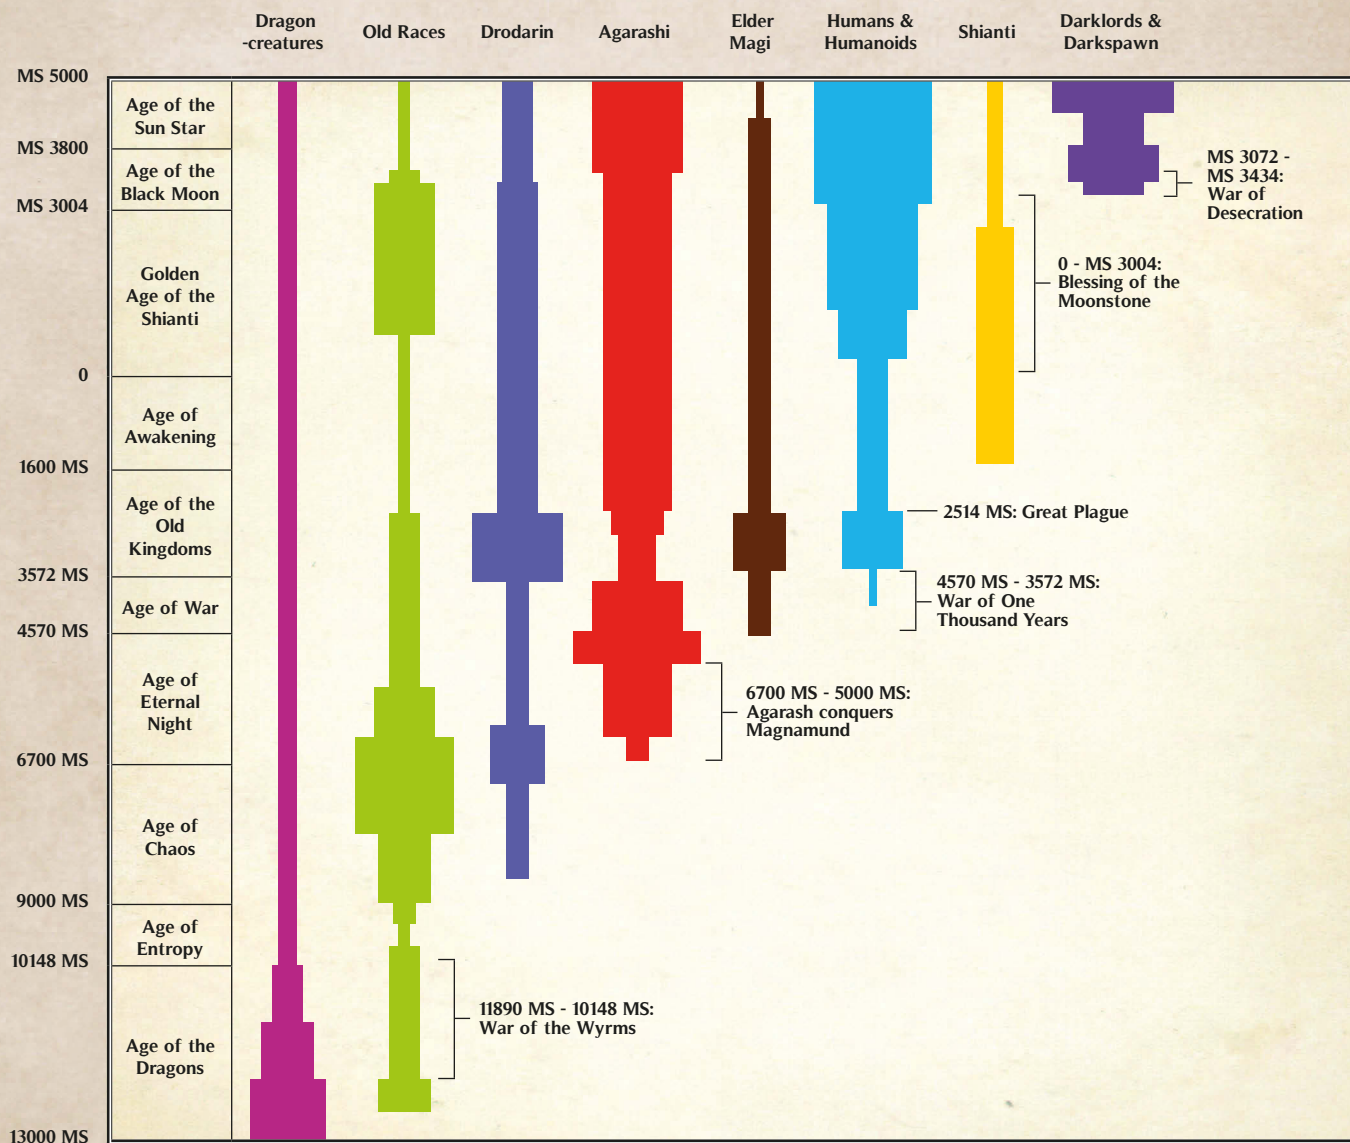 Dragon
-creatures
Old Races
Drodarin
Agarashi
Elder
Magi
Humans &
Humanoids
Shianti
Darklords &
Darkspawn
MS 5000
Age of the
Sun Star
MS 3800
Age of the
Black Moon
MS 3004
Golden
Age of the
Shianti
0
Age of
Awakening
1600 MS
Age of the
Old
Kingdoms
3572 MS
Age of War
4570 MS
Age of
Eternal
Night
6700 MS
Age of
Chaos
9000 MS
Age of
Entropy
10148 MS
Age of the
Dragons
13000 MS
MS 3072 -
MS 3434:
War of
Desecration
0 - MS 3004:
Blessing of the
Moonstone
2514 MS: Great Plague
4570 MS - 3572 MS:
War of One
Thousand Years
6700 MS - 5000 MS:
Agarash conquers
Magnamund
11890 MS - 10148 MS:
War of the Wyrms